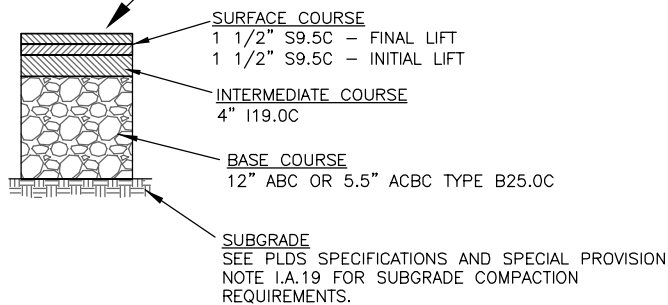 SURFACE COURSE
1 1/2” S9.5C – FINAL LIFT
1 1/2” S9.5C – INITIAL LIFT
INTERMEDIATE COURSE
4” I19.0C
BASE COURSE
12” ABC OR 5.5” ACBC TYPE B25.0C
SUBGRADE
SEE PLDS SPECIFICATIONS AND SPECIAL PROVISION
NOTE I.A.19 FOR SUBGRADE COMPACTION
REQUIREMENTS.